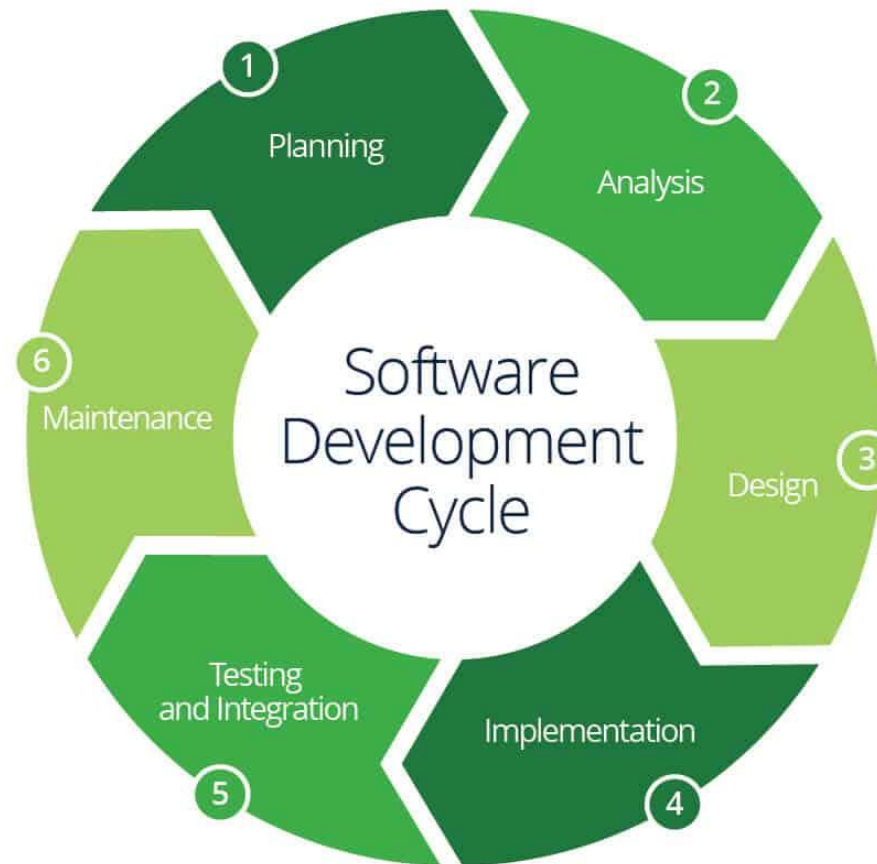 1
Planning
2
Analysis
3
Design
4
Implementation
5
Testing
and Integration
6
Maintenance
Software
Development
Cycle